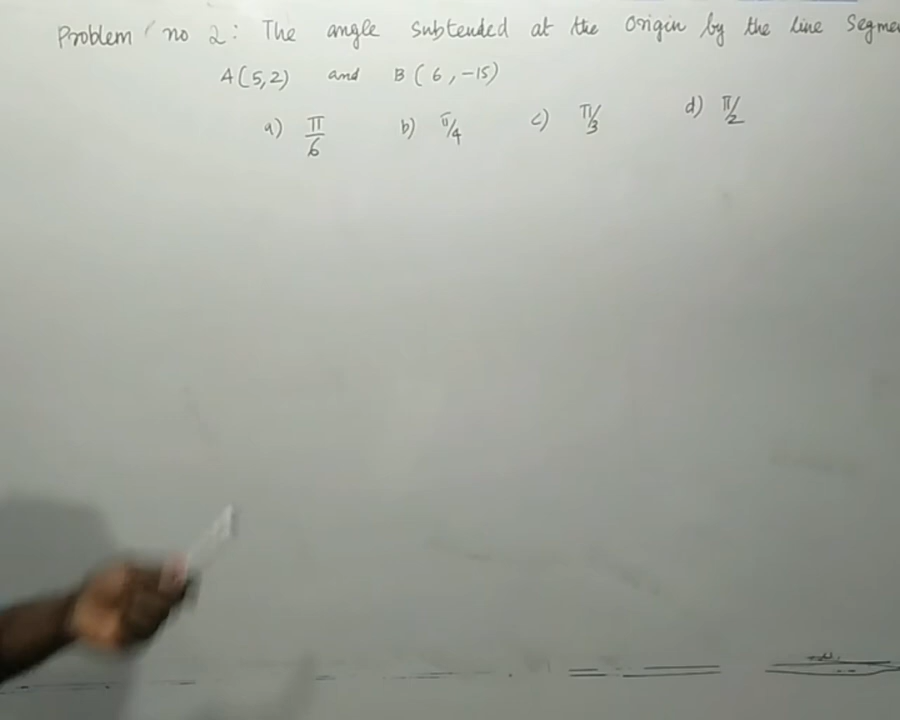 Problem no 2: The angle subtended at the origin by the line
A(5,2) and B(6,-15)
a) π/6 b) π/4 c) π/3 d) π/2